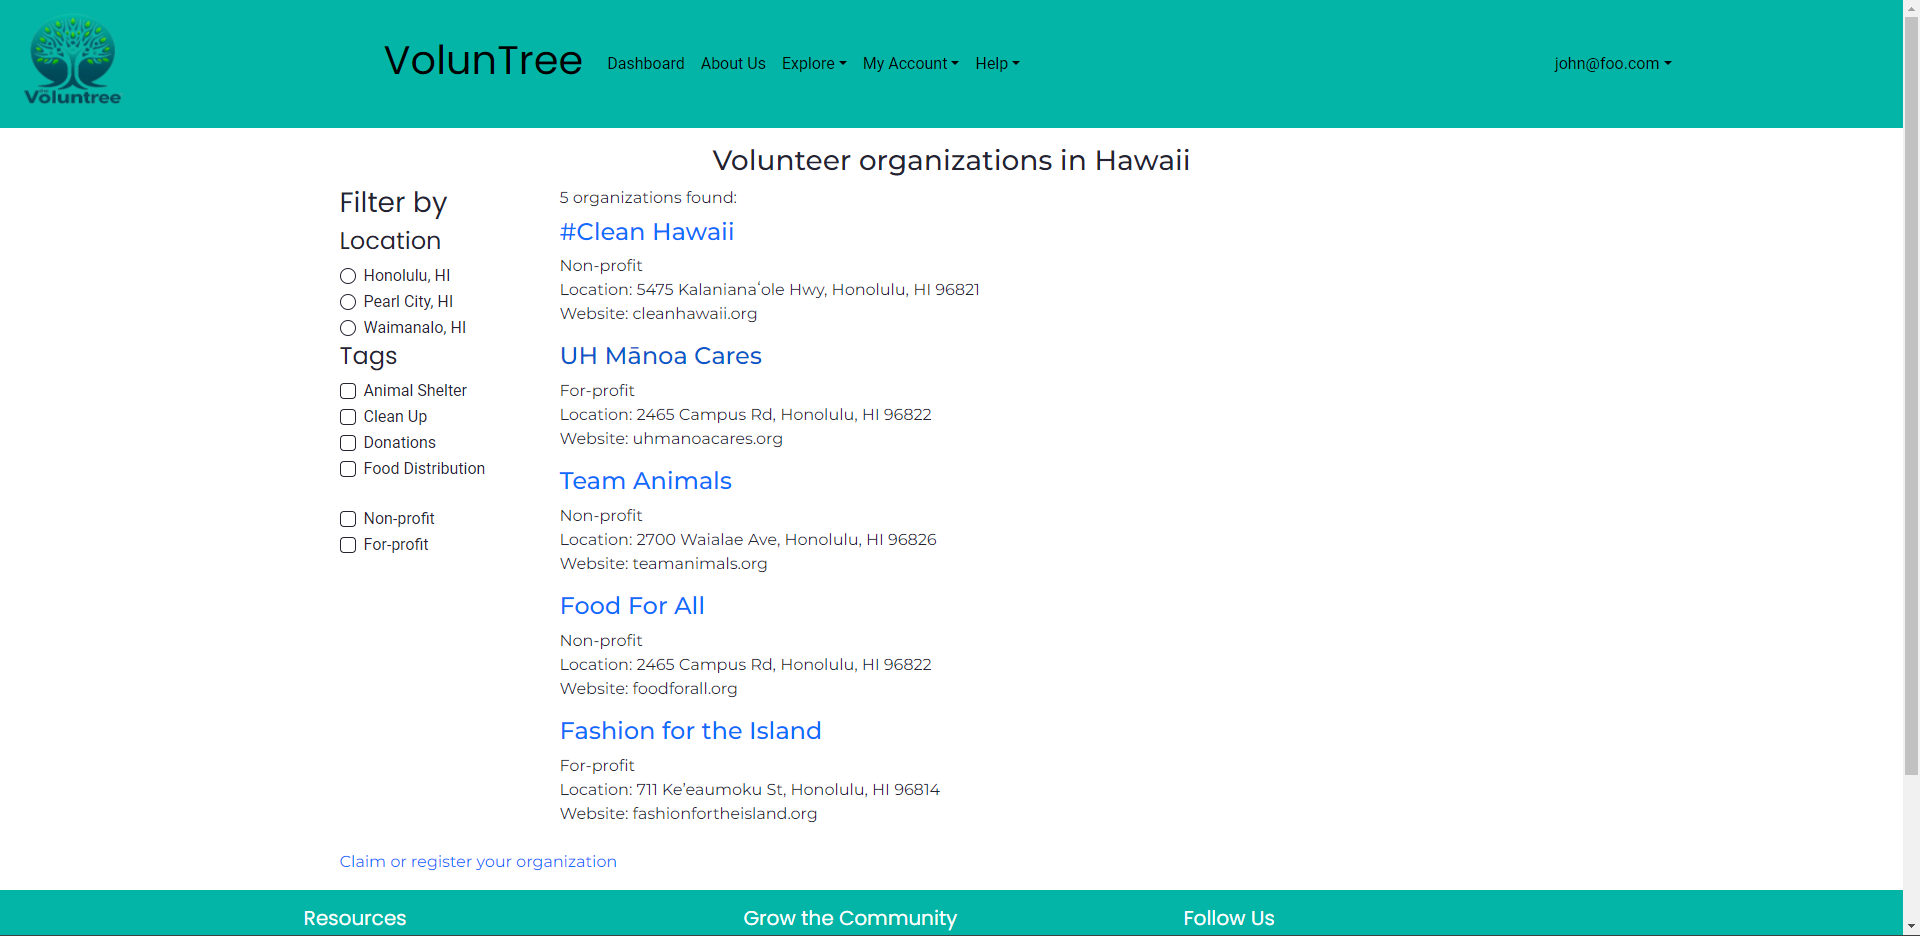 Voluntree
VolunTree
Dashboard
About Us
Explore
My Account
Help
john@foo.com
Volunteer organizations in Hawaii
Filter by
Location
Honolulu, HI
Pearl City, HI
Waimanalo, HI
Tags
Animal Shelter
Clean Up
Donations
Food Distribution
Non-profit
For-profit
5 organizations found:
#Clean Hawaii
Non-profit
Location: 5475 Kalanianaʻole Hwy, Honolulu, HI 96821
Website: cleanhawaii.org
UH Mānoa Cares
For-profit
Location: 2465 Campus Rd, Honolulu, HI 96822
Website: uhmanoacares.org
Team Animals
Non-profit
Location: 2700 Waialae Ave, Honolulu, HI 96826
Website: teamanimals.org
Food For All
Non-profit
Location: 2465 Campus Rd, Honolulu, HI 96822
Website: foodforall.org
Fashion for the Island
For-profit
Location: 711 Ke’eaumoku St, Honolulu, HI 96814
Website: fashionfortheisland.org
Claim or register your organization
Resources
Grow the Community
Follow Us